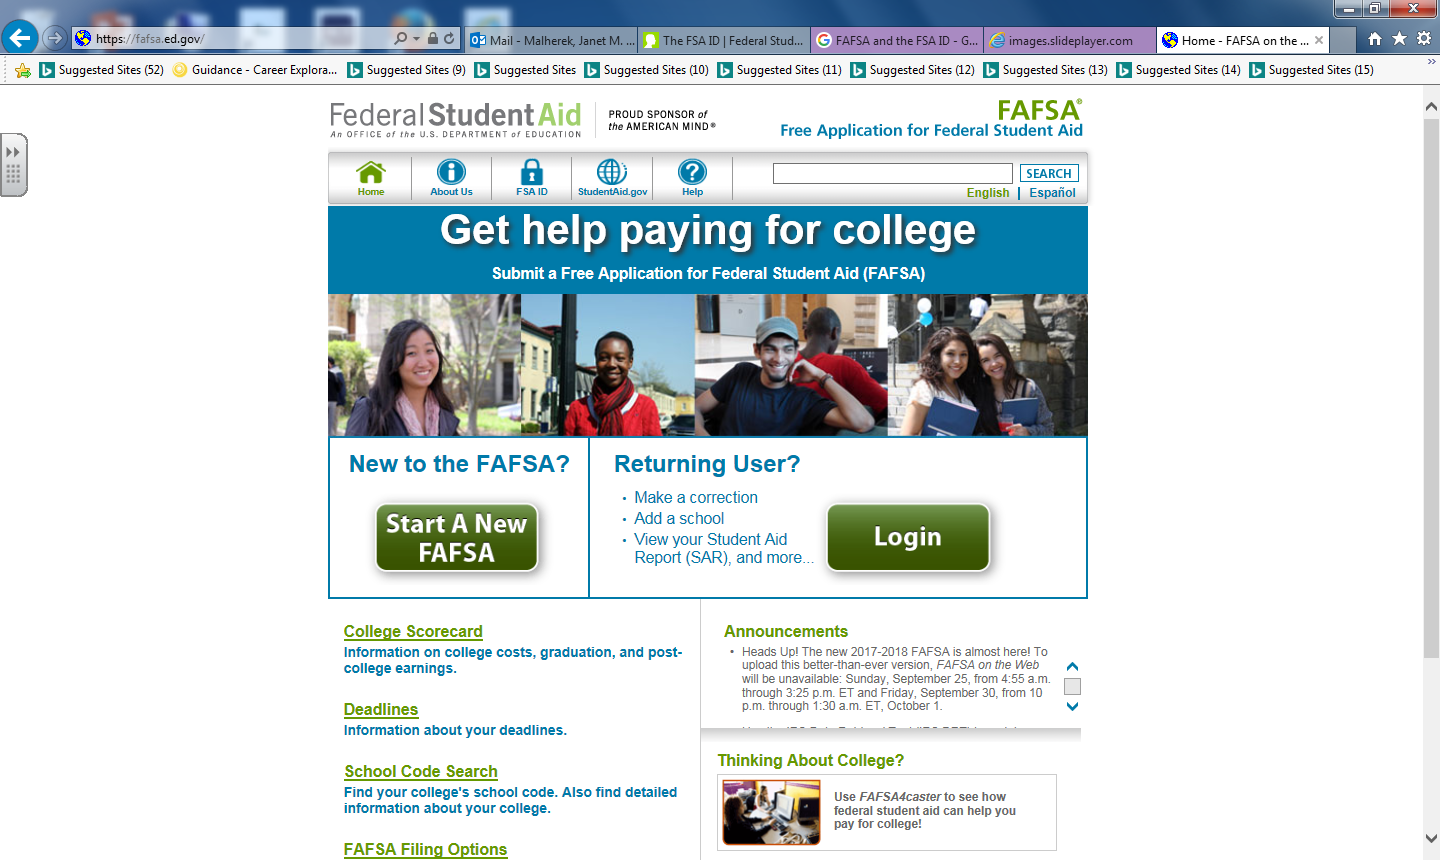 https://fafsa.ed.gov/
Mail - Malherek, Janet M. ...
The FSA ID | Federal Stud...
FAFSA and the FSA ID - G...
images.slideplayer.com
Home - FAFSA on the ...
Suggested Sites (52)
Guidance - Career Explora...
Suggested Sites (9)
Suggested Sites
Suggested Sites (10)
Suggested Sites (11)
Suggested Sites (12)
Suggested Sites (13)
Suggested Sites (14)
Suggested Sites (15)
Federal Student Aid
An OFFICE of the U.S. DEPARTMENT of EDUCATION
PROUD SPONSOR of
the AMERICAN MIND®
FAFSA®
Free Application for Federal Student Aid
Home
About Us
FSA ID
StudentAid.gov
Help
SEARCH
English | Español
Get help paying for college
Submit a Free Application for Federal Student Aid (FAFSA)
New to the FAFSA?
Start A New
FAFSA
Returning User?
• Make a correction
• Add a school
• View your Student Aid
Report (SAR), and more...
Login
College Scorecard
Information on college costs, graduation, and post-
college earnings.
Deadlines
Information about your deadlines.
School Code Search
Find your college's school code. Also find detailed
information about your college.
FAFSA Filing Options
Announcements
• Heads Up! The new 2017-2018 FAFSA is almost here! To
upload this better-than-ever version, FAFSA on the Web
will be unavailable: Sunday, September 25, from 4:55 a.m.
through 3:25 p.m. ET and Friday, September 30, from 10
p.m. through 1:30 a.m. ET, October 1.
Thinking About College?
Use FAFSA4caster to see how
federal student aid can help you
pay for college!